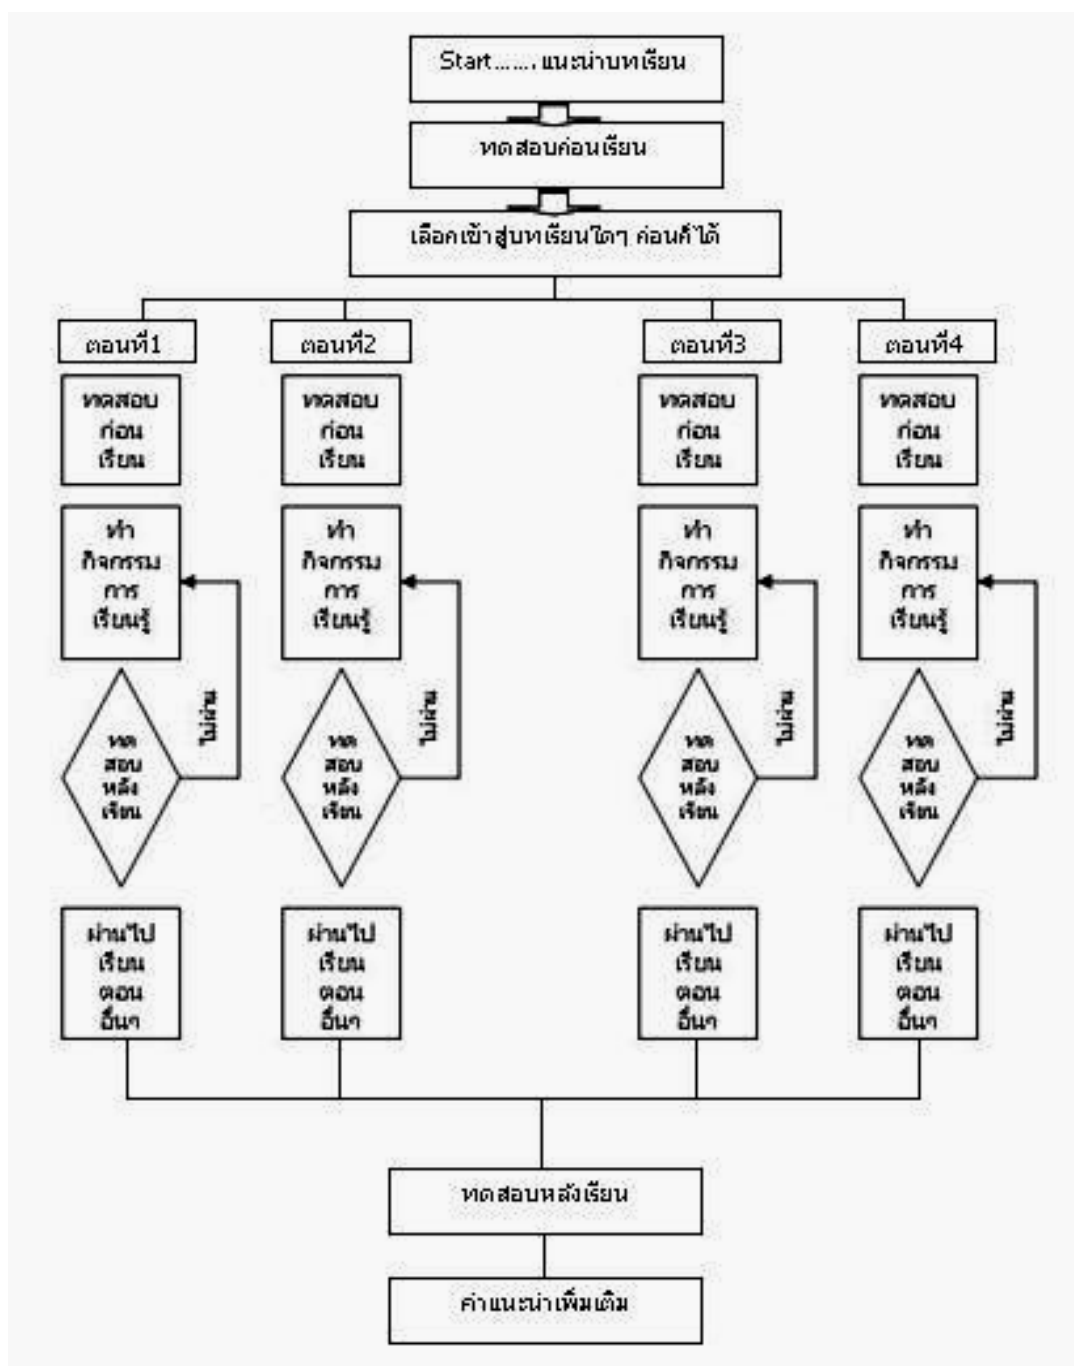 Start....... แนะนำบทเรียน
ทดสอบก่อนเรียน
เลือกเข้าสู่บทเรียนใดๆ ก่อนก็ได้
ตอนที่1
ตอนที่2
ตอนที่3
ตอนที่4
ทดสอบ
ก่อน
เรียน
ทดสอบ
ก่อน
เรียน
ทดสอบ
ก่อน
เรียน
ทดสอบ
ก่อน
เรียน
ทำ
กิจกรรม
การ
เรียนรู้
ทำ
กิจกรรม
การ
เรียนรู้
ทำ
กิจกรรม
การ
เรียนรู้
ทำ
กิจกรรม
การ
เรียนรู้
ทด
สอบ
หลัง
เรียน
ไม่ผ่าน
ทด
สอบ
หลัง
เรียน
ไม่ผ่าน
ทด
สอบ
หลัง
เรียน
ไม่ผ่าน
ทด
สอบ
หลัง
เรียน
ไม่ผ่าน
ผ่านไป
เรียน
ตอน
อื่นๆ
ผ่านไป
เรียน
ตอน
อื่นๆ
ผ่านไป
เรียน
ตอน
อื่นๆ
ผ่านไป
เรียน
ตอน
อื่นๆ
ทดสอบหลังเรียน
คำแนะนำเพิ่มเติม